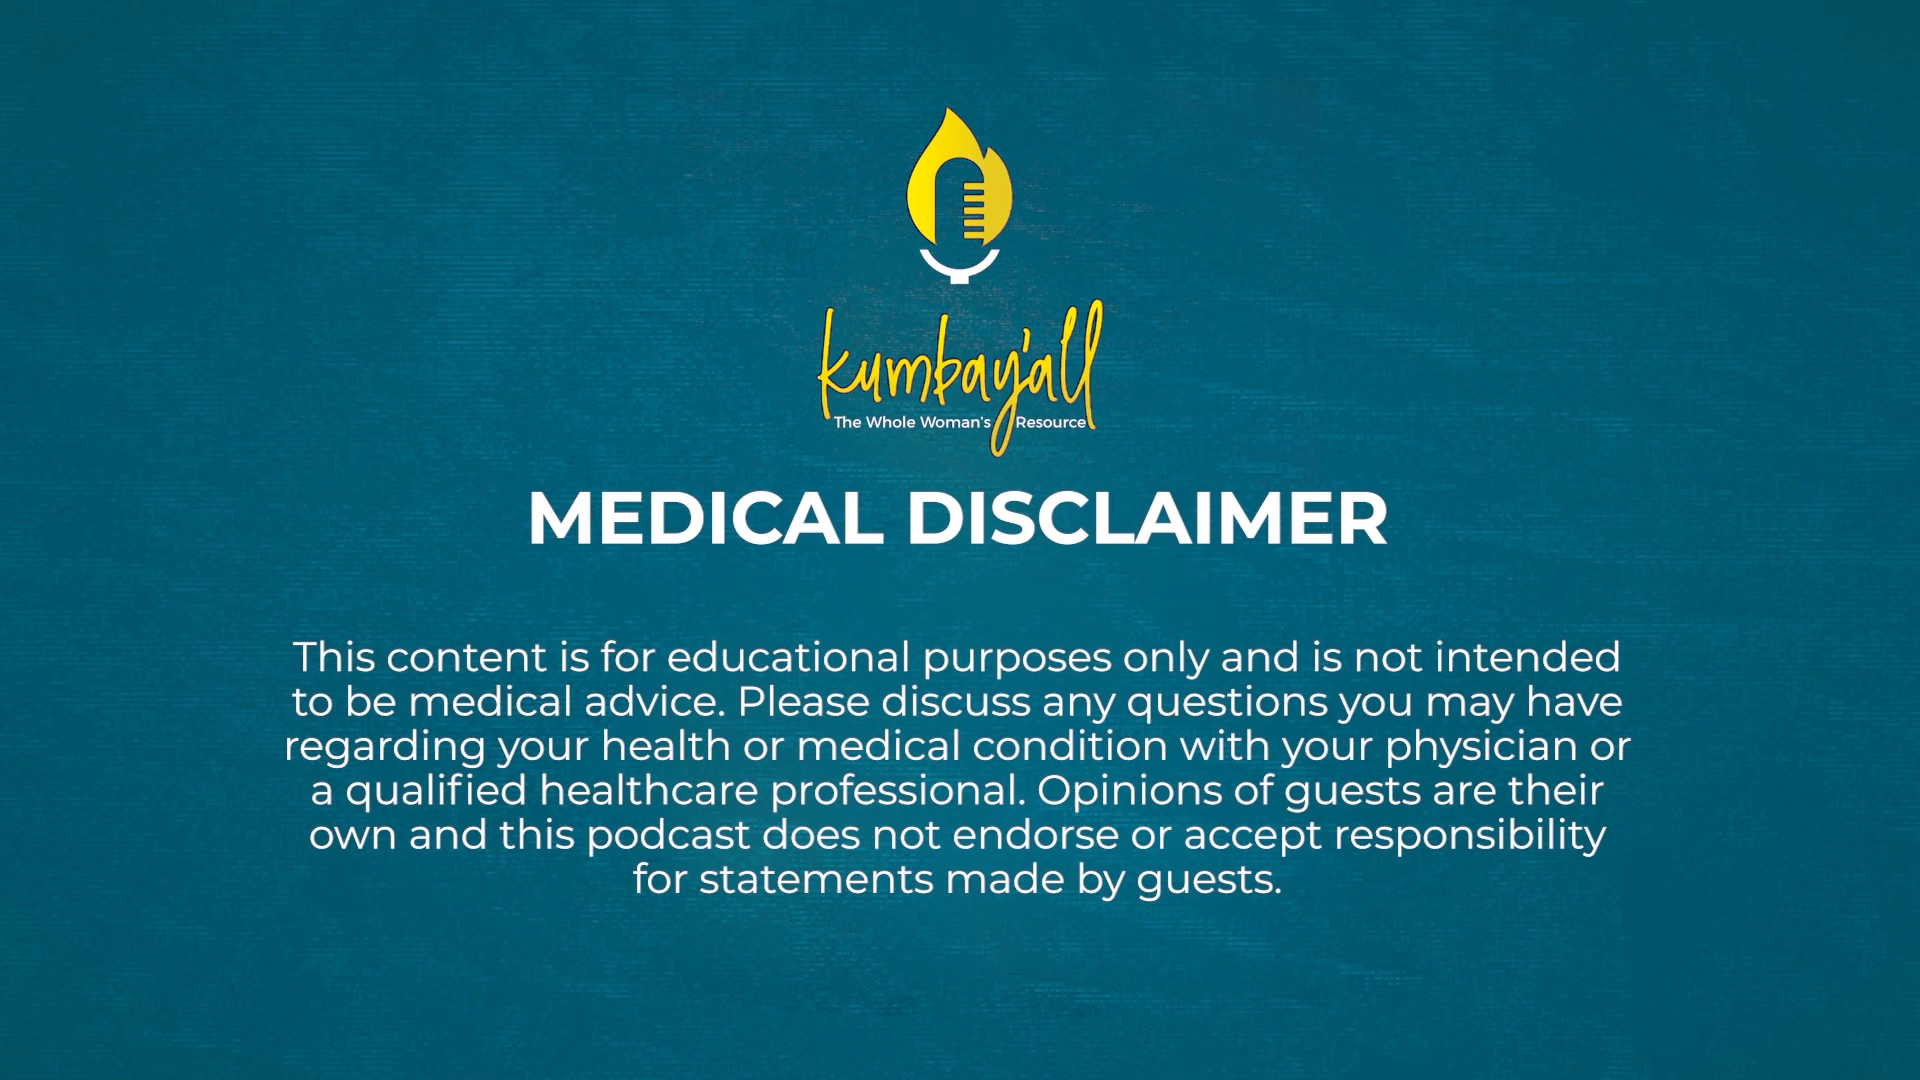 kumbay'all
The Whole Woman's Resource
MEDICAL DISCLAIMER
This content is for educational purposes only and is not intended
to be medical advice. Please discuss any questions you may have
regarding your health or medical condition with your physician or
a qualified healthcare professional. Opinions of guests are their
own and this podcast does not endorse or accept responsibility
for statements made by guests.